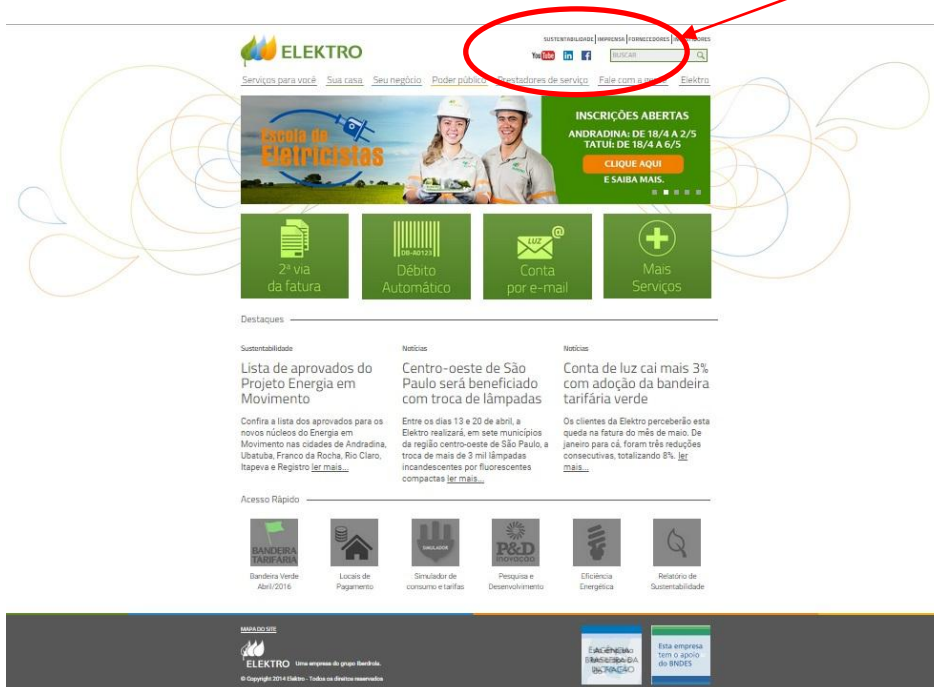 ELEKTRO
SUSTENTABILIDADE IMPRENSA FORNECEDORES
YouTube in f BUSCAR
Serviços para você Sua casa Seu negócio Poder público Prestadores de serviço Fale com a gente Elektro
Escola de
Eletricistas
INSCRIÇÕES ABERTAS
ANDRADINA: DE 18/4 A 2/5
TATUÍ: DE 18/4 A 6/5
CLIQUE AQUI
E SAIBA MAIS.
2ª via
da fatura
DB-A0123
Débito
Automático
LUZ @
Conta
por e-mail
Mais
Serviços
Destaques
Sustentabilidade
Lista de aprovados do
Projeto Energia em
Movimento
Confira a lista dos aprovados para os
novos núcleos do Energia em
Movimento nas cidades de Andradina,
Ubatuba, Franco da Rocha, Rio Claro,
Itapeva e Registro ler mais...
Notícias
Centro-oeste de São
Paulo será beneficiado
com troca de lâmpadas
Entre os dias 13 e 20 de abril, a
Elektro realizará, em sete municípios
da região centro-oeste de São Paulo, a
troca de mais de 3 mil lâmpadas
incandescentes por fluorescentes
compactas ler mais...
Notícias
Conta de luz cai mais 3%
com adoção da bandeira
tarifária verde
Os clientes da Elektro perceberão esta
queda na fatura do mês de maio. De
janeiro para cá, foram três reduções
consecutivas, totalizando 8%. ler
mais...
Acesso Rápido
BANDEIRA
TARIFÁRIA
Bandeira Verde
Abril/2016
Locais de
Pagamento
SIMULADOR
Simulador de
consumo e tarifas
P&D
INOVAÇÃO
Pesquisa e
Desenvolvimento
Eficiência
Energética
Relatório de
Sustentabilidade
MAPA DO SITE
ELEKTRO Uma empresa do grupo Iberdrola.
© Copyright 2014 Elektro - Todos os direitos reservados
Esta empresa
tem o apoio
do BNDES